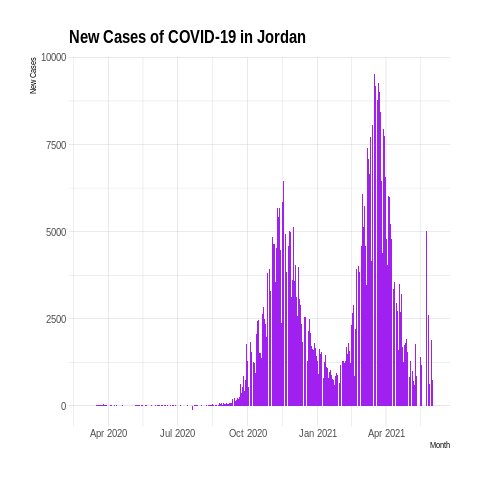 New Cases of COVID-19 in Jordan
New Cases
10000
7500
5000
2500
0
Apr 2020 Jul 2020 Oct 2020 Jan 2021 Apr 2021
Month